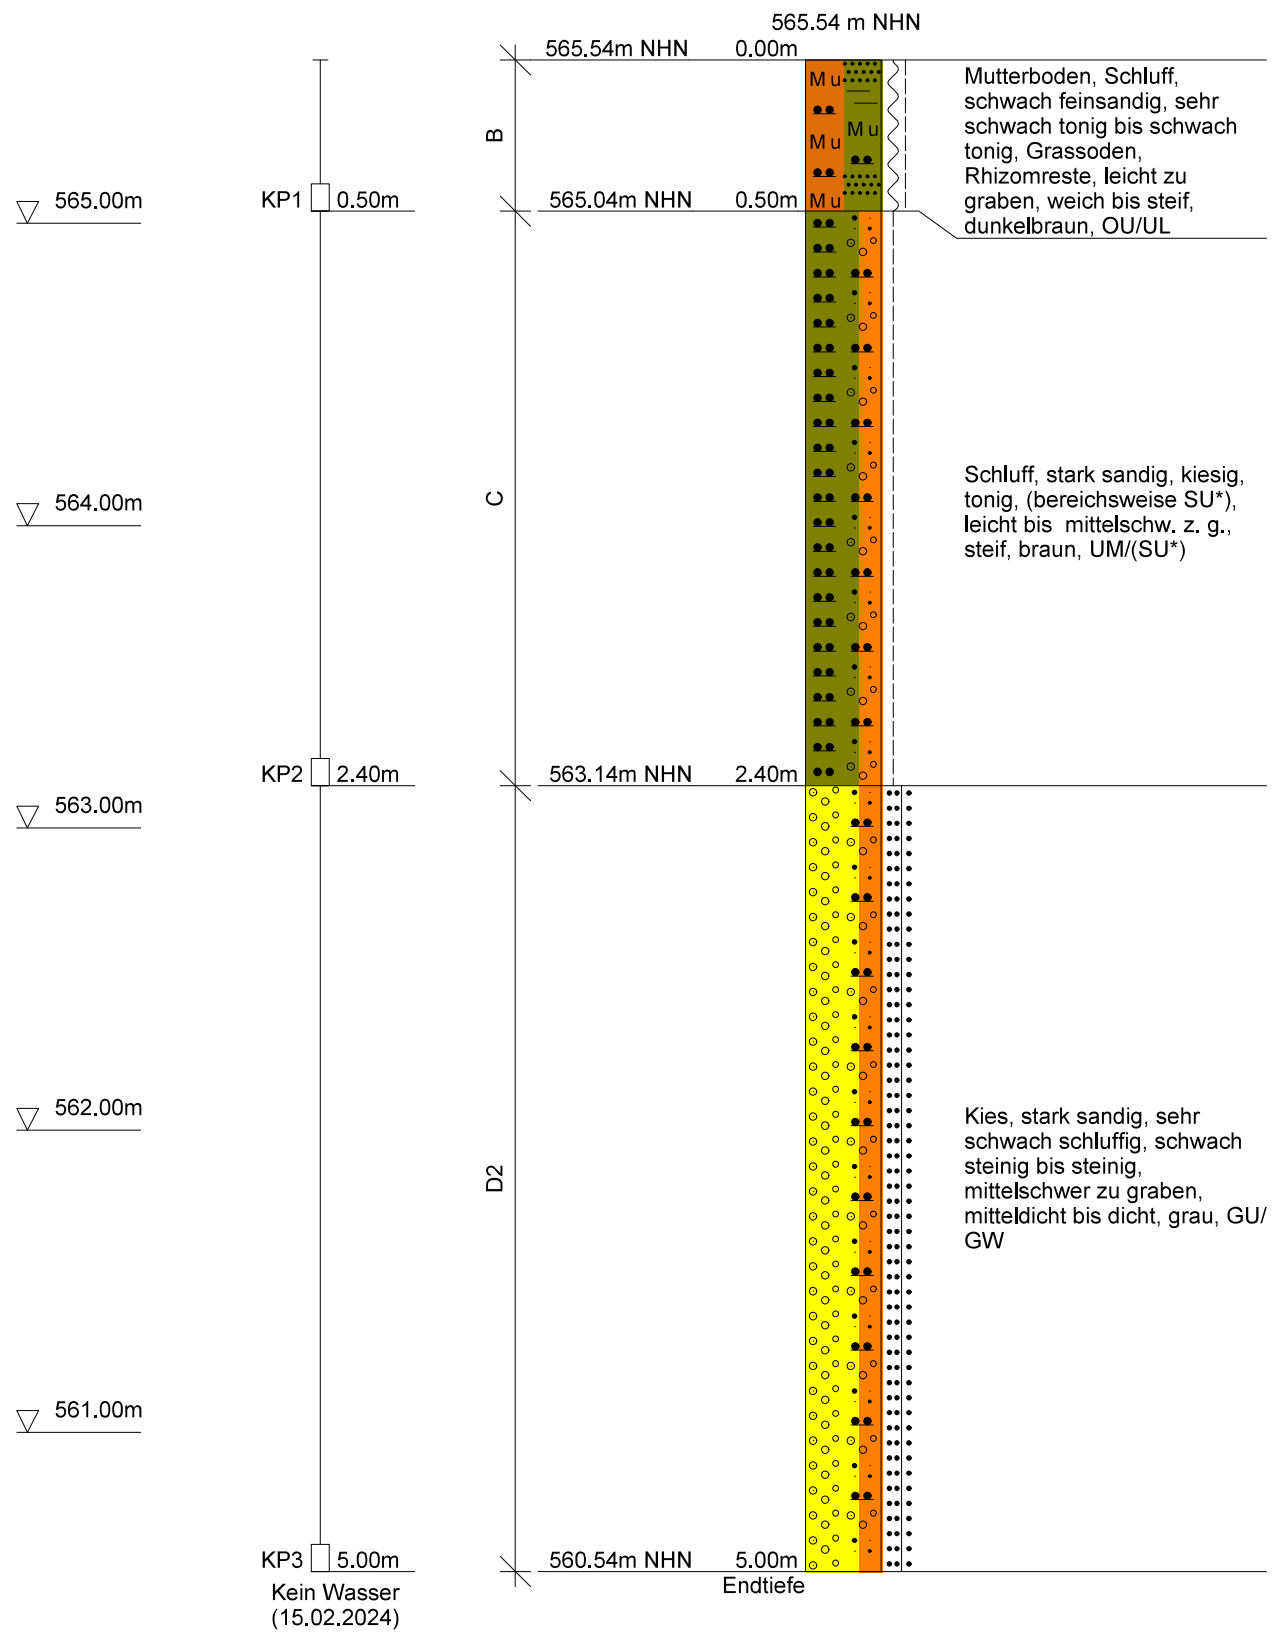 565.54 m NHN
565.54m NHN 0.00m
Mu
Mu
Mu
Mu
Mutterboden, Schluff,
schwach feinsandig, sehr
schwach tonig bis schwach
tonig, Grassoden,
Rhizomreste, leicht zu
graben, weich bis steif,
dunkelbraun, OU/UL
B
565.00m
KP1 0.50m
565.04m NHN 0.50m
564.00m
C
Schluff, stark sandig, kiesig,
tonig, (bereichsweise SU*),
leicht bis mittelschw. z. g.,
steif, braun, UM/(SU*)
KP2 2.40m
563.14m NHN 2.40m
563.00m
562.00m
D2
Kies, stark sandig, sehr
schwach schluffig, schwach
steinig bis steinig,
mittelschwer zu graben,
mitteldicht bis dicht, grau, GU/
GW
561.00m
KP3 5.00m
560.54m NHN 5.00m
Endtiefe
Kein Wasser
(15.02.2024)